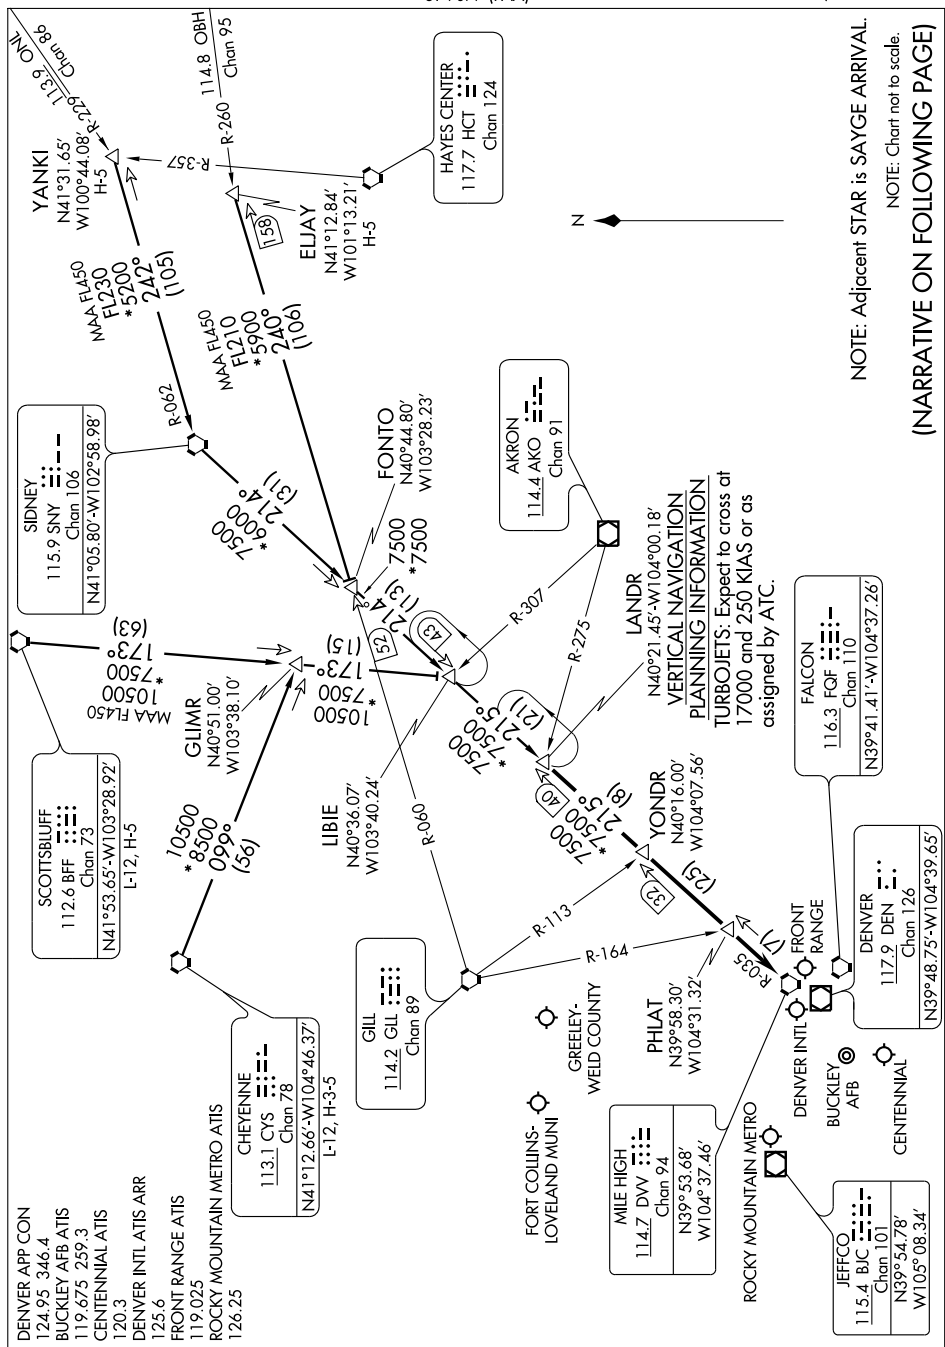 DENVER APP CON
124.95 346.4
BUCKLEY AFB ATIS
119.675 259.3
CENTENNIAL ATIS
120.3
DENVER INTL ATIS ARR
125.6
FRONT RANGE ATIS
119.025
ROCKY MOUNTAIN METRO ATIS
126.25
CHEYENNE
113.1 CYS
Chan 78
N41°12.66'-W104°46.37'
L-12, H-3-5
SCOTTSBLUFF
112.6 BFF
Chan 73
N41°53.65'-W103°28.92'
L-12, H-5
SIDNEY
115.9 SNY
Chan 106
N41°05.80'-W102°58.98'
113.9 ONL
Chan 86
R-229
YANKI
N41°31.65'
W100°44.08'
H-5
114.8 OBH
Chan 95
R-260
R-357
ELJAY
N41°12.84'
W101°13.21'
H-5
158
HAYES CENTER
117.7 HCT
Chan 124
MAA FL450
FL230
*5200
242°
(105)
R-062
MAA FL450
FL210
*5900
240°
(106)
7500
*6000
214°
(31)
FONTO
N40°44.80'
W103°28.23'
MAA FL450
10500
*7500
173°
(63)
10500
*8500
099°
(56)
GLIMR
N40°51.00'
W103°38.10'
10500
*7500
173°
(15)
7500
*7500
214°
(13)
52
43
LIBIE
N40°36.07'
W103°40.24'
R-060
R-307
R-275
AKRON
114.4 AKO
Chan 91
7500
*7500
215°
(21)
LANDR
N40°21.45'-W104°00.18'
VERTICAL NAVIGATION
PLANNING INFORMATION
TURBOJETS: Expect to cross at
17000 and 250 KIAS or as
assigned by ATC.
40
7500
*7500
215°
(8)
YONDR
N40°16.00'
W104°07.56'
32
(25)
GILL
114.2 GLL
Chan 89
R-113
R-164
PHLAT
N39°58.30'
W104°31.32'
R-035
(7)
FORT COLLINS-
LOVELAND MUNI
GREELEY-
WELD COUNTY
MILE HIGH
114.7 DVV
Chan 94
N39°53.68'
W104°37.46'
FRONT
RANGE
DENVER INTL
FALCON
116.3 FQF
Chan 110
N39°41.41'-W104°37.26'
DENVER
117.9 DEN
Chan 126
N39°48.75'-W104°39.65'
ROCKY MOUNTAIN METRO
BUCKLEY
AFB
CENTENNIAL
JEFFCO
115.4 BJC
Chan 101
N39°54.78'
W105°08.34'
N
NOTE: Adjacent STAR is SAYGE ARRIVAL.
NOTE: Chart not to scale.
(NARRATIVE ON FOLLOWING PAGE)